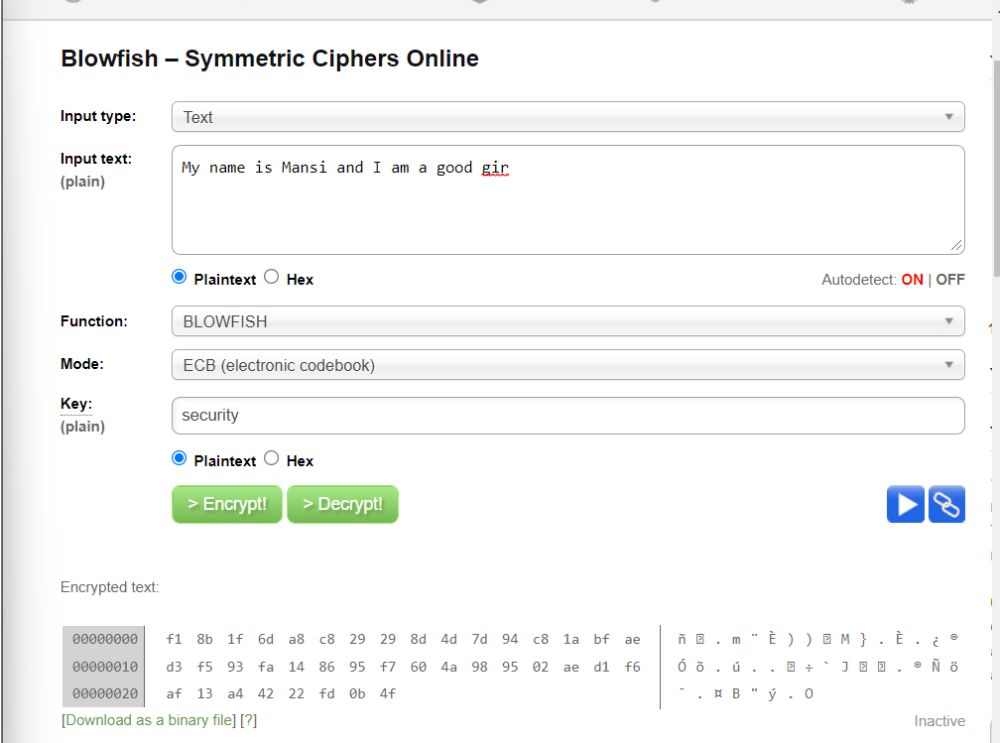 Blowfish – Symmetric Ciphers Online
Input type: Text
Input text: My name is Mansi and I am a good gir
(plain)
Plaintext Hex Autodetect: ON | OFF
Function: BLOWFISH
Mode: ECB (electronic codebook)
Key: security
(plain)
Plaintext Hex
> Encrypt! > Decrypt!
Encrypted text:
00000000 f1 8b 1f 6d a8 c8 29 29 8d 4d 7d 94 c8 1a bf ae ñ . m ¨ È ) ) M } . È . ¿ ®
00000010 d3 f5 93 fa 14 86 95 f7 60 4a 98 95 02 ae d1 f6 Ó õ . ú . . ÷ ` J . ® Ñ ö
00000020 af 13 a4 42 22 fd 0b 4f ¯ . ¤ B " ý . O
[Download as a binary file] [?] Inactive